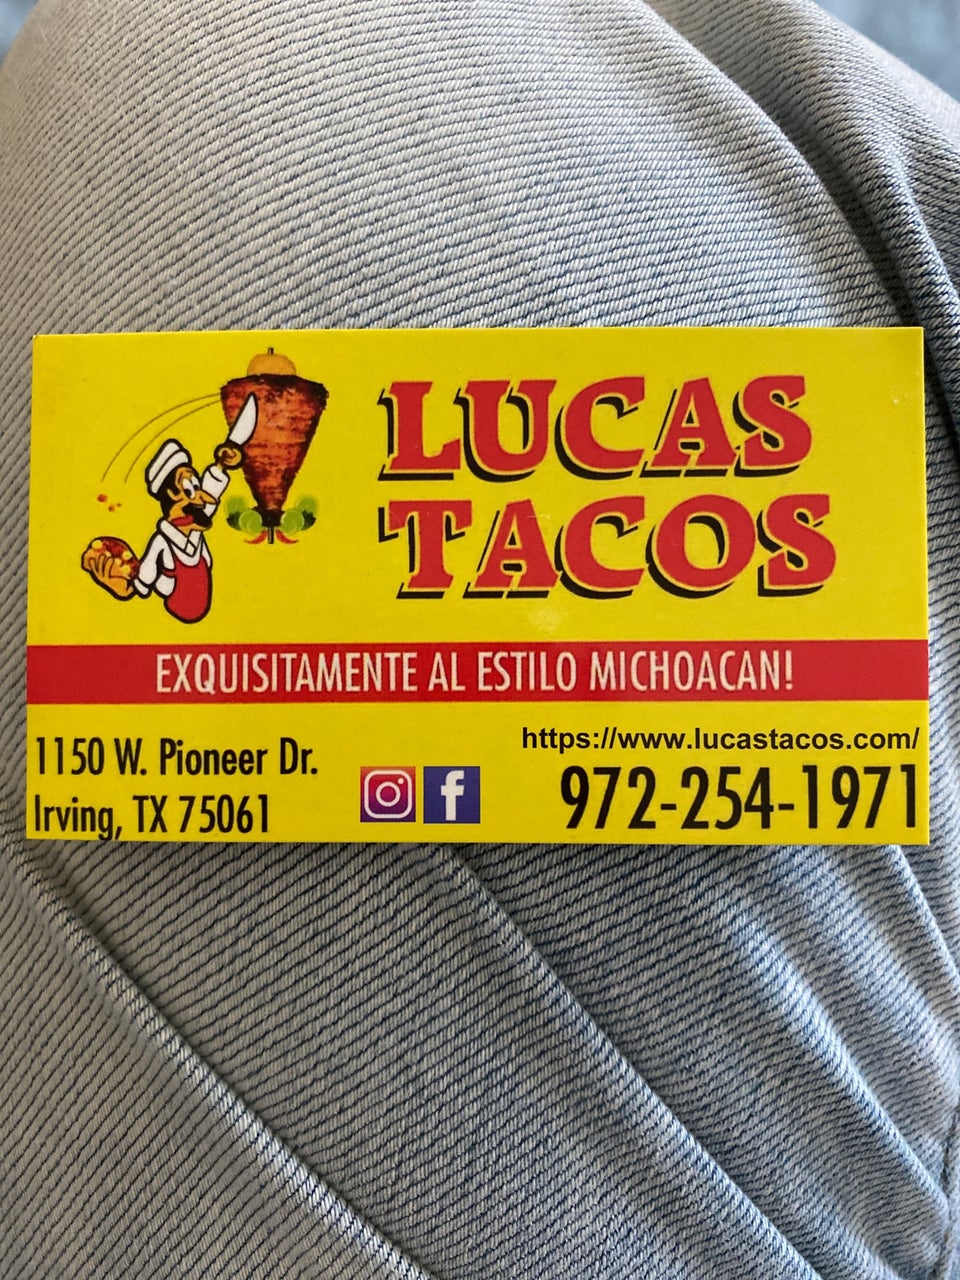 LUCAS
TACOS
EXQUISITAMENTE AL ESTILO MICHOACAN!
1150 W. Pioneer Dr.
Irving, TX 75061
https://www.lucastacos.com/
972-254-1971